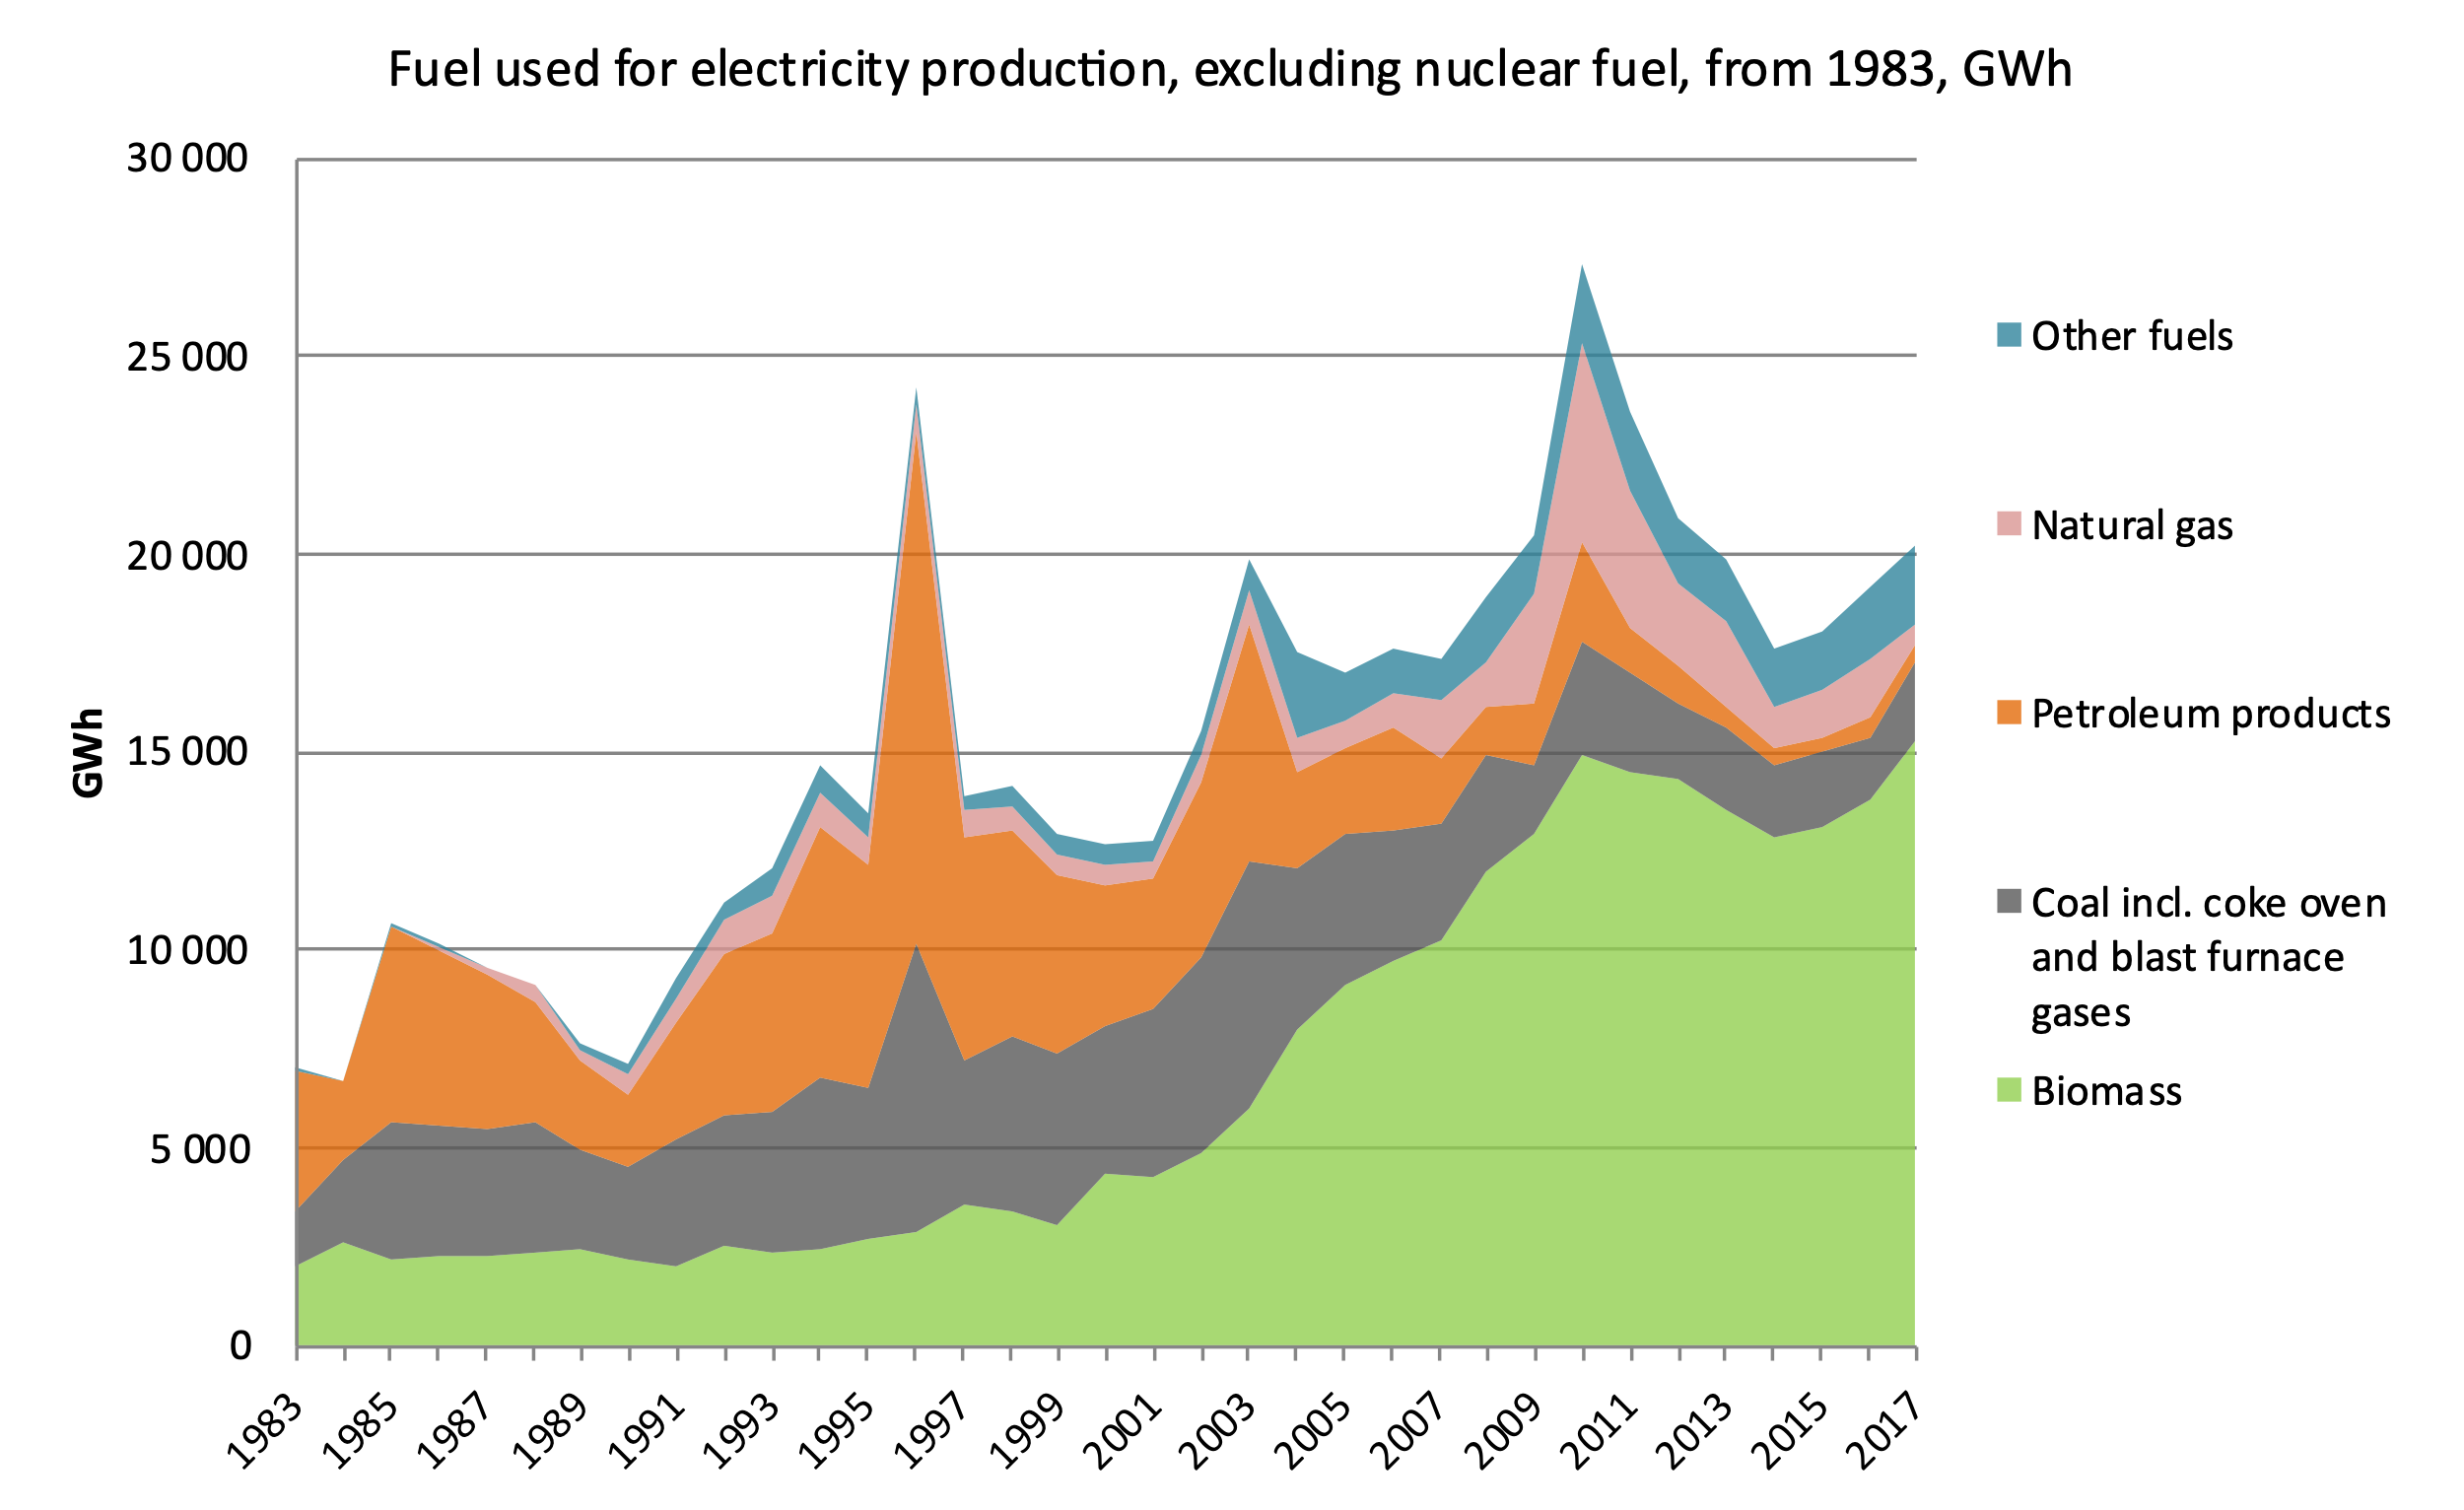 Fuel used for electricity production, excluding nuclear fuel, from 1983, GWh
30 000
25 000
20 000
15 000
10 000
5 000
0
GWh
1983
1985
1987
1989
1991
1993
1995
1997
1999
2001
2003
2005
2007
2009
2011
2013
2015
2017
Other fuels
Natural gas
Petroleum products
Coal incl. coke oven
and blast furnace
gases
Biomass